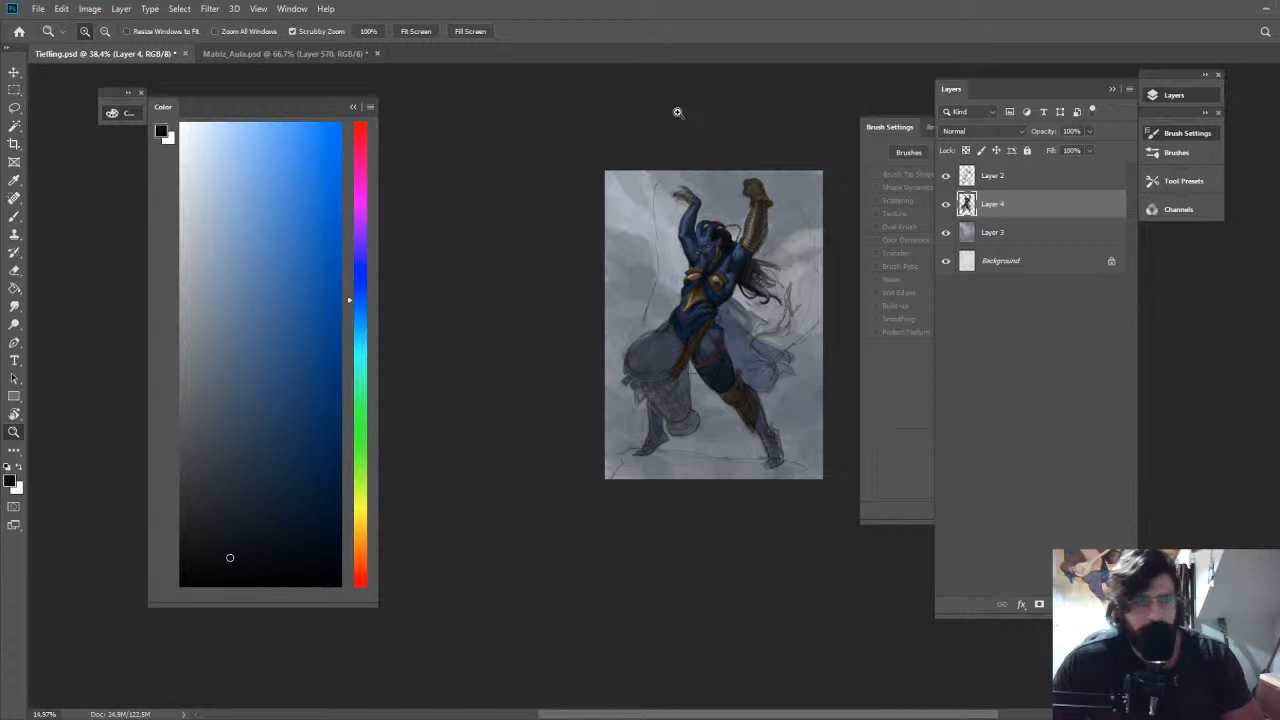 Ps File Edit Image Layer Type Select Filter 3D View Window Help
Resize Windows to Fit Zoom All Windows Scrubby Zoom 100% Fit Screen Fill Screen
Tiefling.psd @ 38,4% (Layer 4, RGB/8) * × Matriz_Aula.psd @ 66,7% (Layer 570, RGB/8) * ×
C...
Color
Brush Settings
Brushes
Brush Tip Shape
Shape Dynamics
Scattering
Texture
Dual Brush
Color Dynamics
Transfer
Brush Pose
Noise
Wet Edges
Build-up
Smoothing
Protect Texture
Layers
Kind
Normal Opacity: 100%
Lock: Fill: 100%
Layer 2
Layer 4
Layer 3
Background
fx
Layers
Brush Settings
Brushes
Tool Presets
Channels
14,97% Doc: 24,9M/122,5M